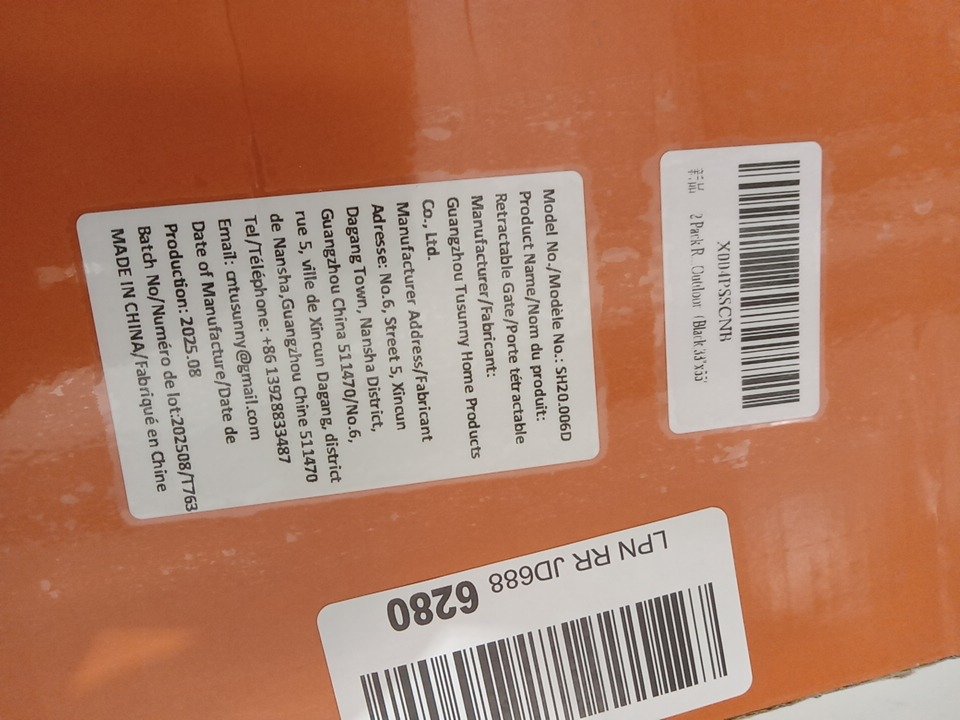 Model No./Modèle No.: SH20.006D
Product Name/Nom du produit:
Retractable Gate/Porte tétractable
Manufacturer/Fabricant:
Guangzhou Tusunny Home Products
Co., Ltd.
Manufacturer Address/Fabricant
Adresse: No.6, Street 5, Xincun
Dagang Town, Nansha District,
Guangzhou China 511470/No.6,
rue 5, ville de Xincun Dagang, district
de Nansha,Guangzhou Chine 511470
Tel/Téléphone: +86 13928833487
Email: cntusunny@gmail.com
Date of Manufacture/Date de
Production: 2025.08
Batch No/Numéro de lot:202508/T763
MADE IN CHINA/Fabriqué en Chine
X004PSSCNB
2 Pack R. Outdoor (Black 33"x55"
LPN RR JD688 6280